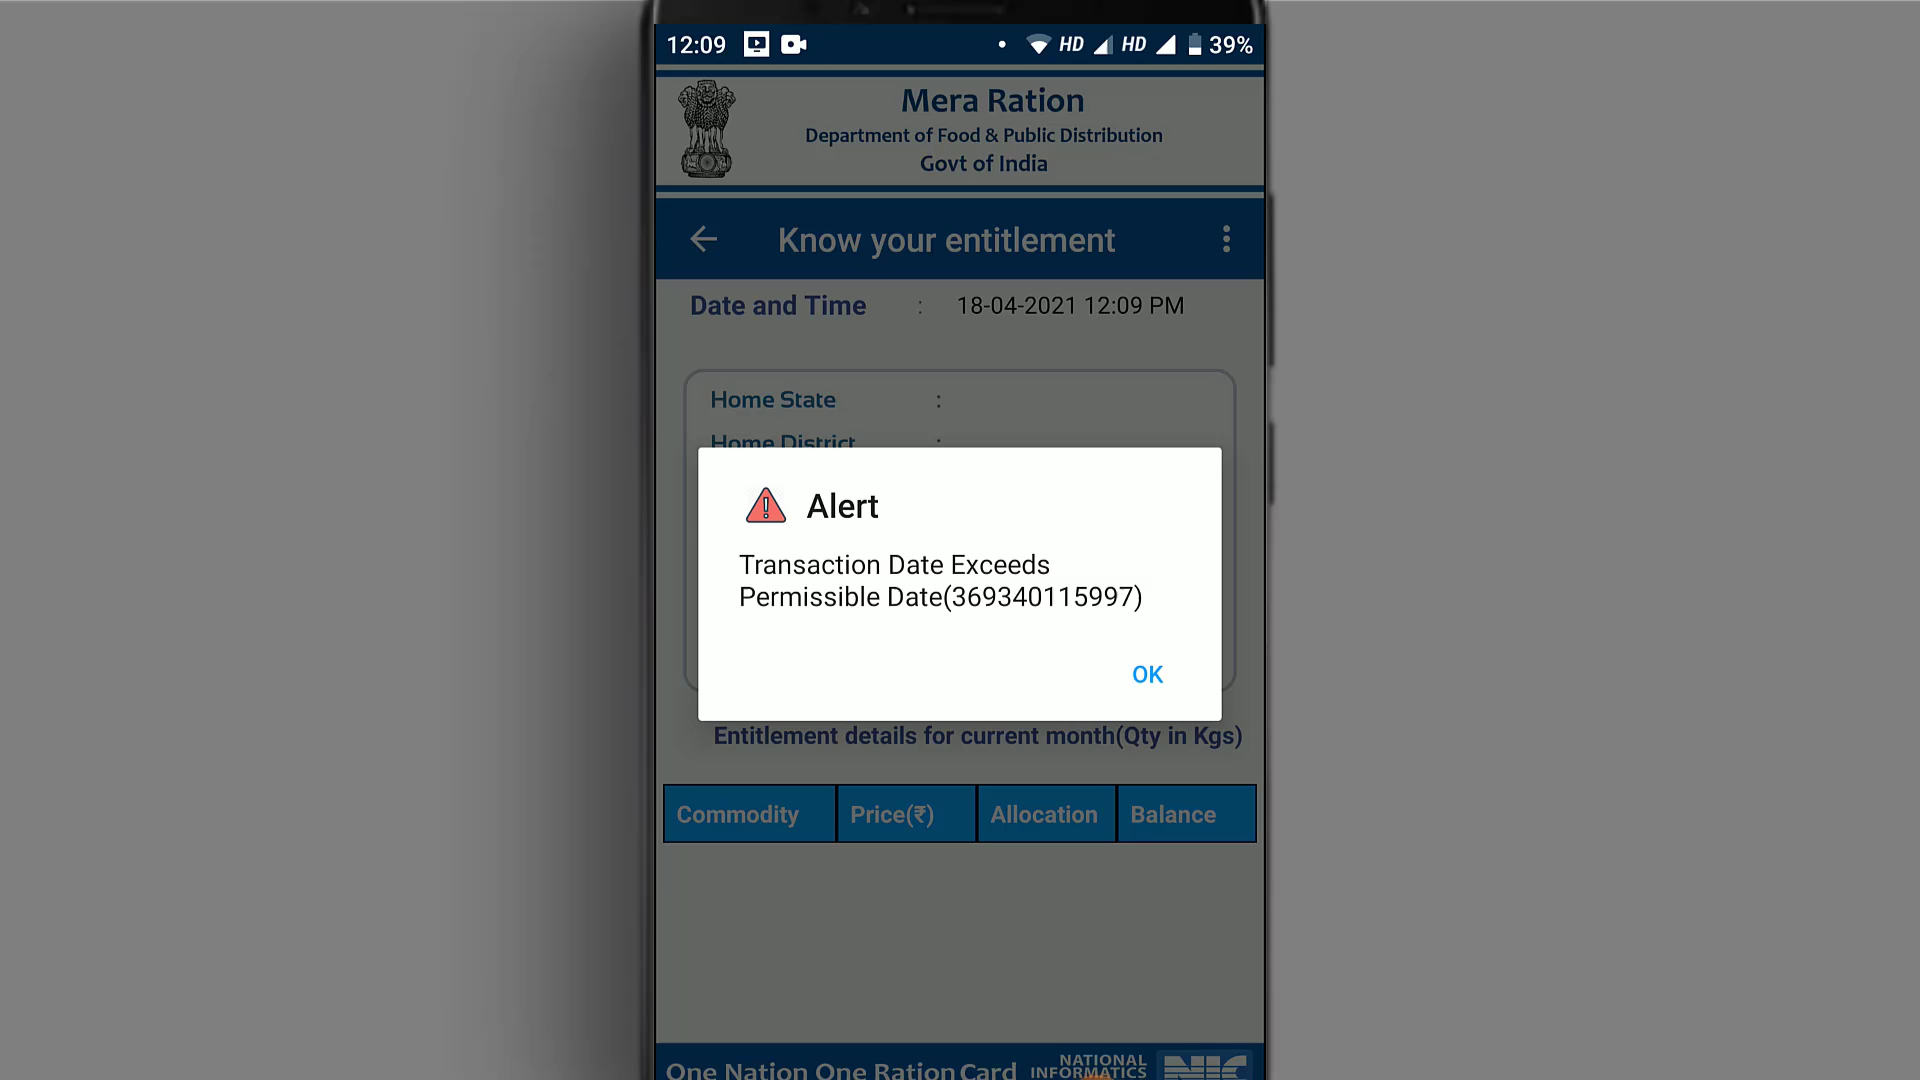 12:09
HD HD 39%
Mera Ration
Department of Food & Public Distribution
Govt of India
Know your entitlement
Date and Time : 18-04-2021 12:09 PM
Home State :
Home District :
Alert
Transaction Date Exceeds
Permissible Date(369340115997)
OK
Entitlement details for current month(Qty in Kgs)
Commodity Price(₹) Allocation Balance
One Nation One Ration Card
NATIONAL
INFORMATICS
NIC